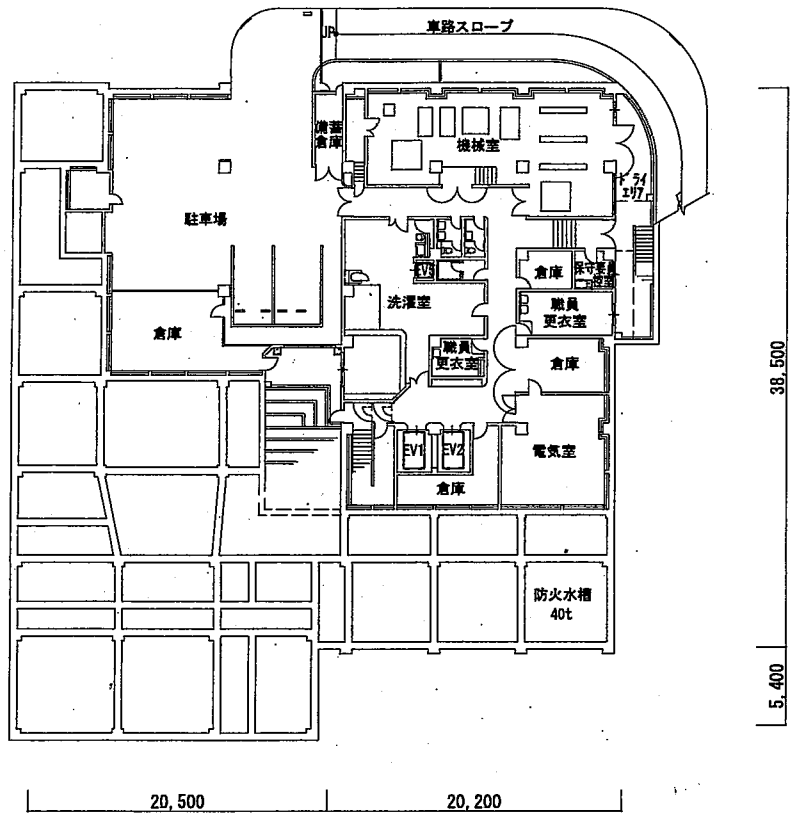 車路スロープ
UP
備蓄
倉庫
機械室
ドライ
エリア
駐車場
EV3
倉庫
保守要員
控室
洗濯室
職員
更衣室
倉庫
職員
更衣室
倉庫
EV1
EV2
電気室
倉庫
防火水槽
40t
38,500
5,400
20,500
20,200